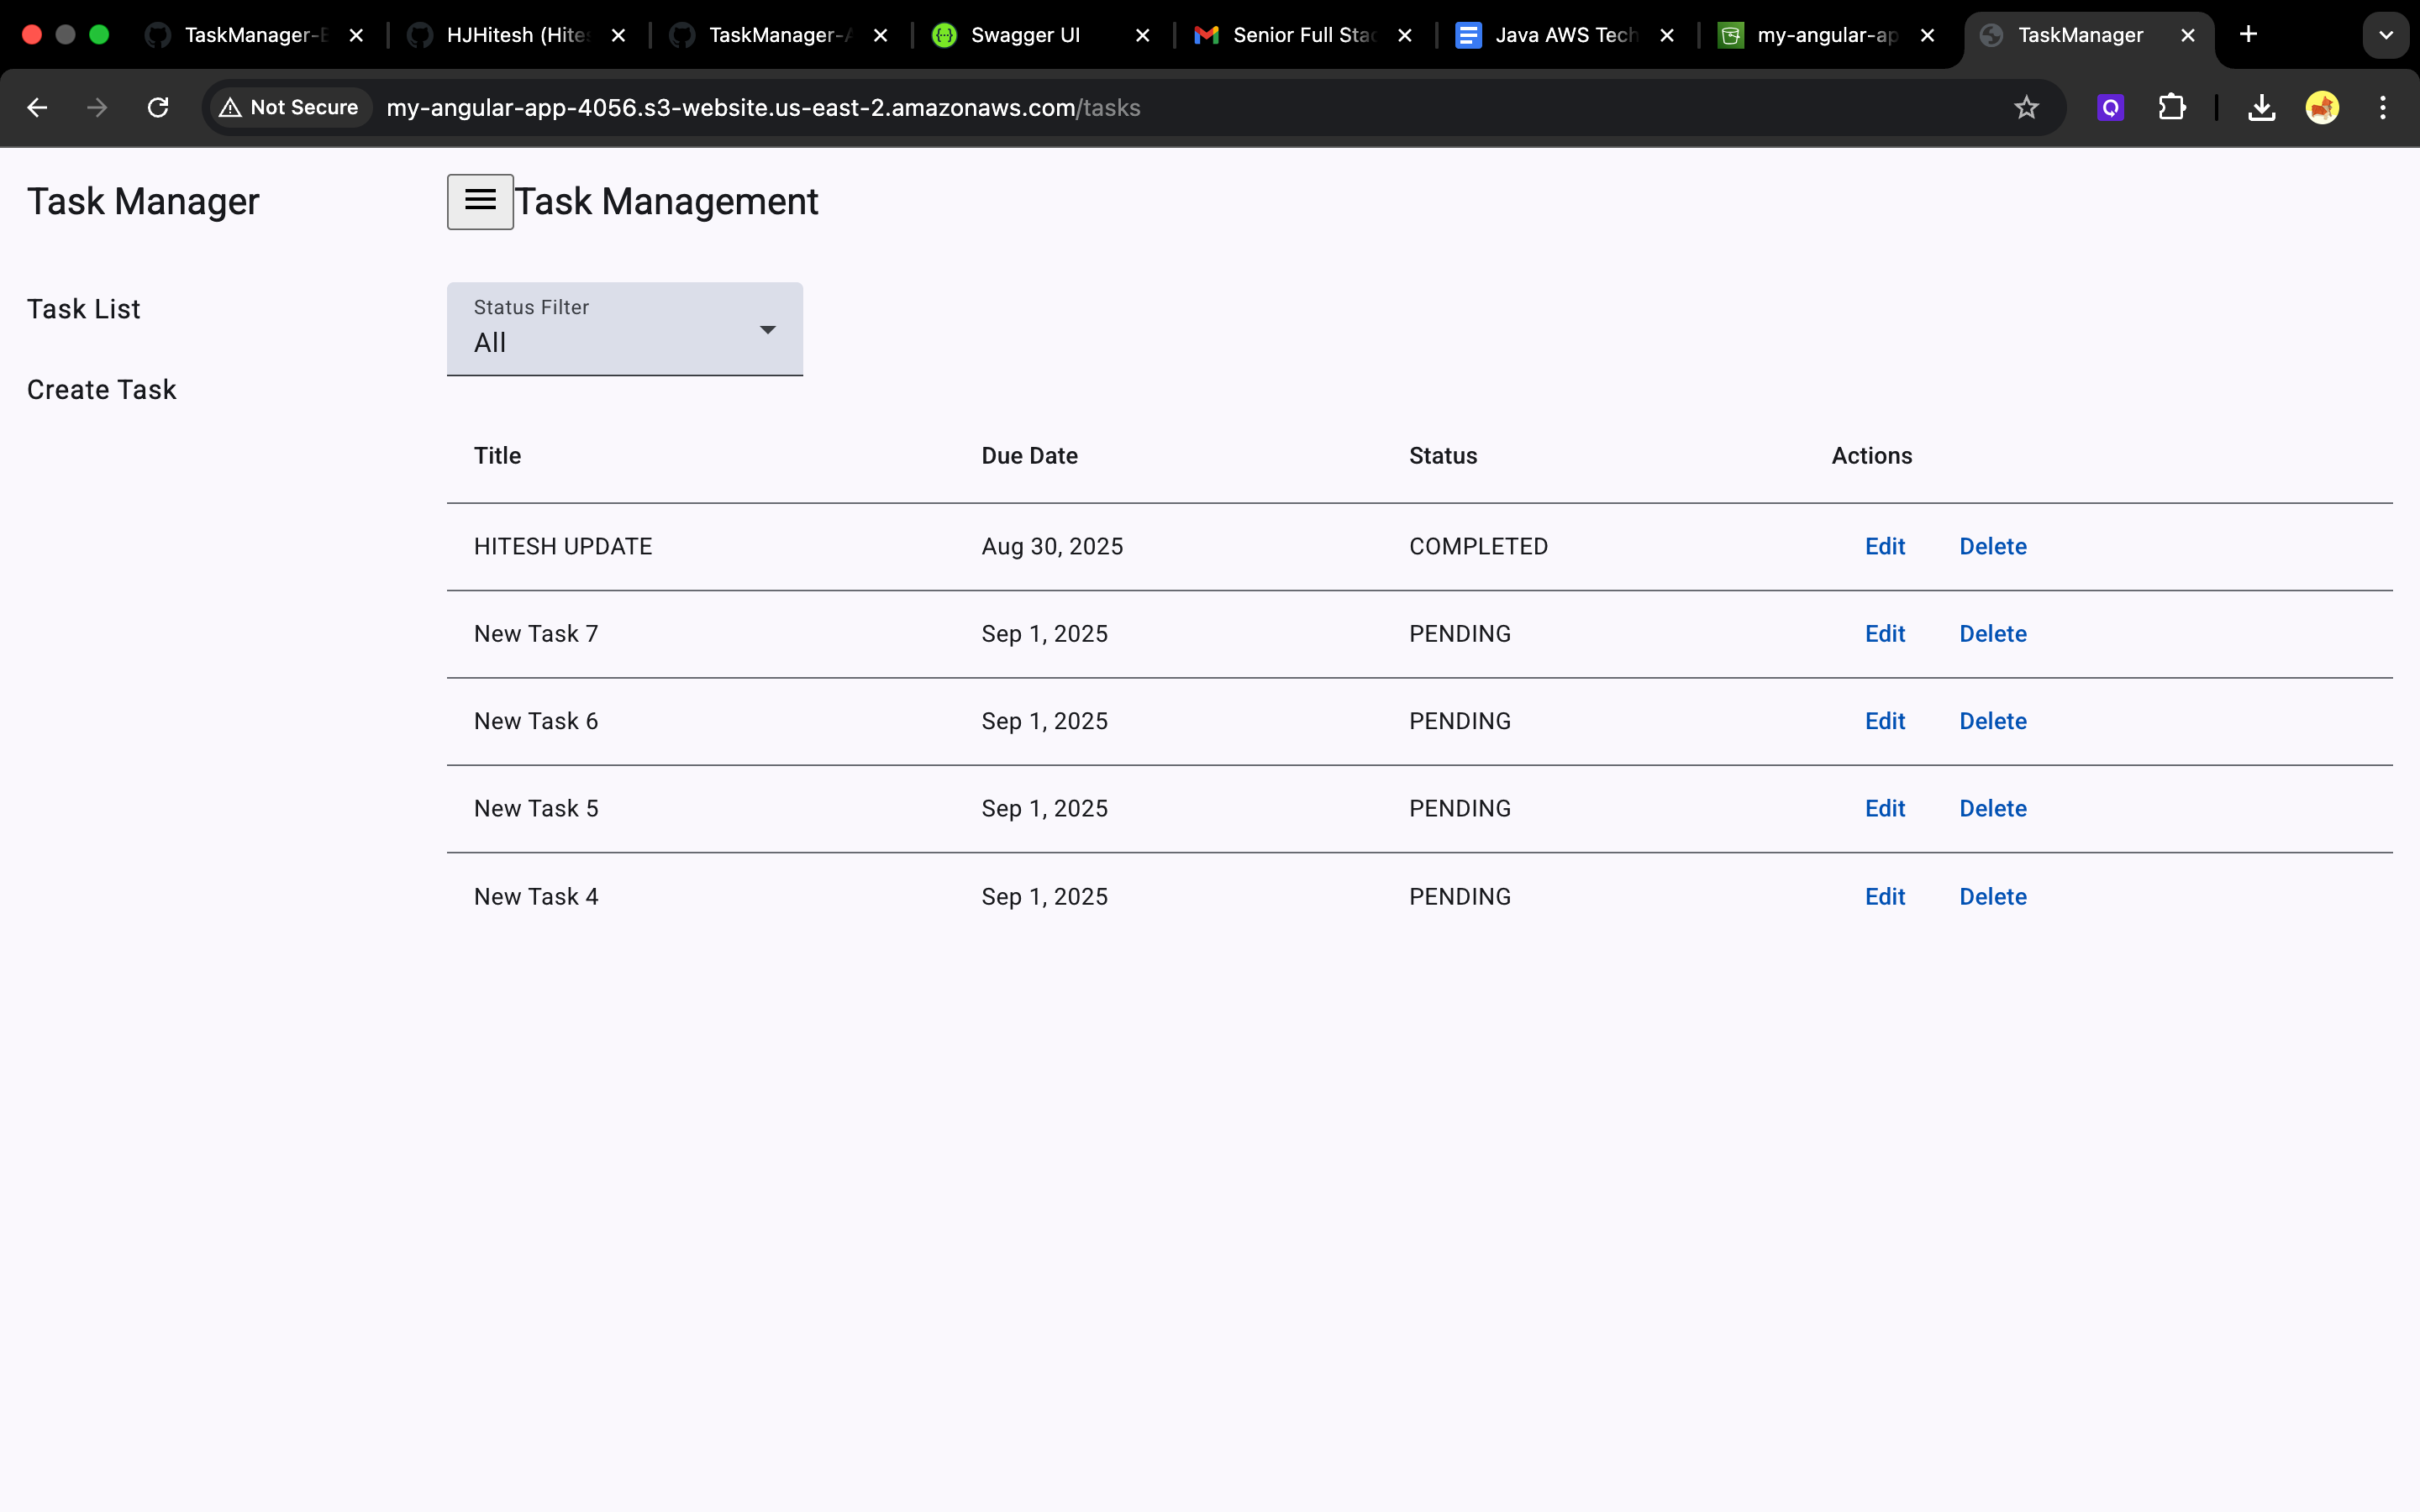 TaskManager-E
HJHitesh (Hites
TaskManager-A
Swagger UI
Senior Full Stac
Java AWS Tech
my-angular-ap
TaskManager
Not Secure my-angular-app-4056.s3-website.us-east-2.amazonaws.com/tasks
Task Manager
Task List
Create Task
Task Management
Status Filter
All
Title Due Date Status Actions
HITESH UPDATE Aug 30, 2025 COMPLETED Edit Delete
New Task 7 Sep 1, 2025 PENDING Edit Delete
New Task 6 Sep 1, 2025 PENDING Edit Delete
New Task 5 Sep 1, 2025 PENDING Edit Delete
New Task 4 Sep 1, 2025 PENDING Edit Delete